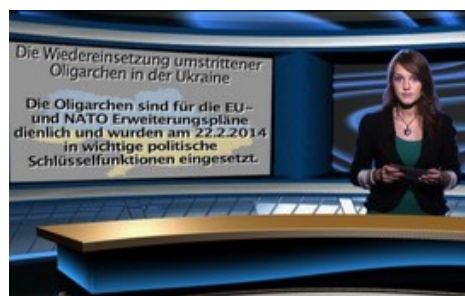 Die Wiedereinsetzung umstrittener
Oligarchen in der Ukraine
Die Oligarchen sind für die EU-
und NATO Erweiterungspläne
dienlich und wurden am 22.2.2014
in wichtige politische
Schlüsselfunktionen eingesetzt.